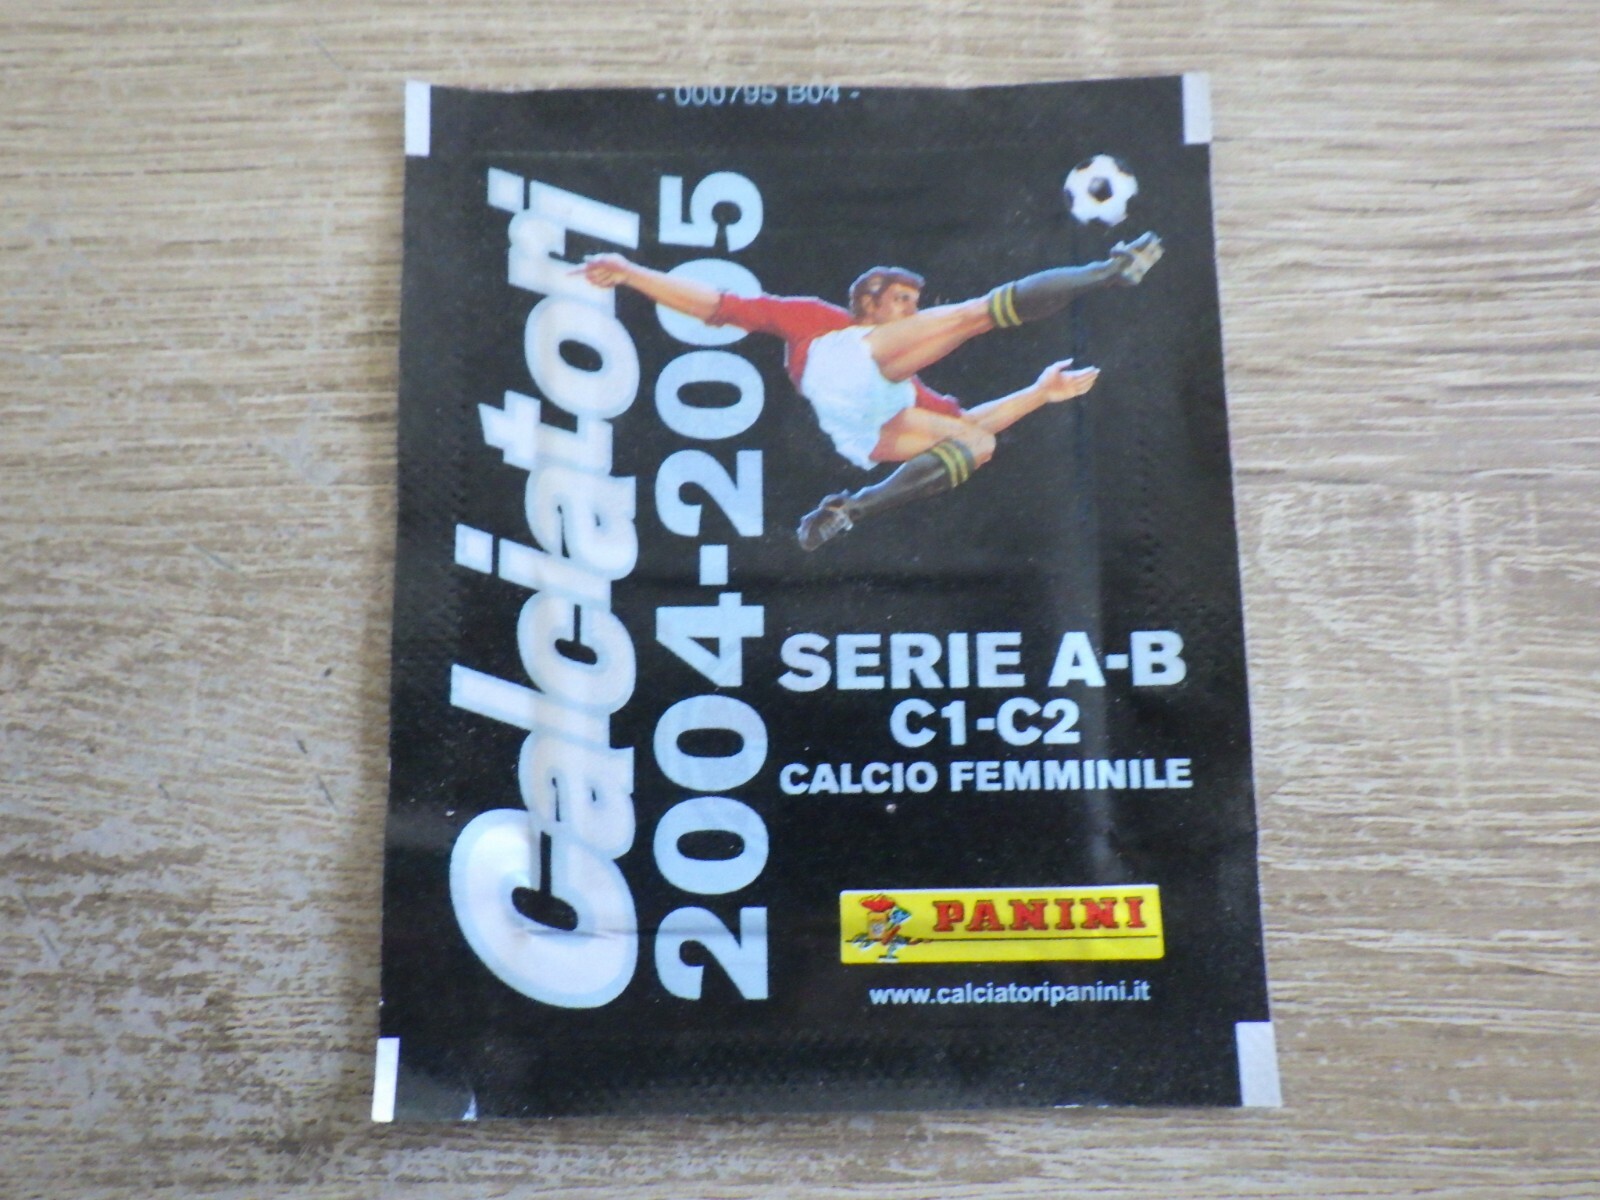 - 000795 B04 -
Calciatori
2004-2005
SERIE A-B
C1-C2
CALCIO FEMMINILE
PANINI
www.calciatoripanini.it